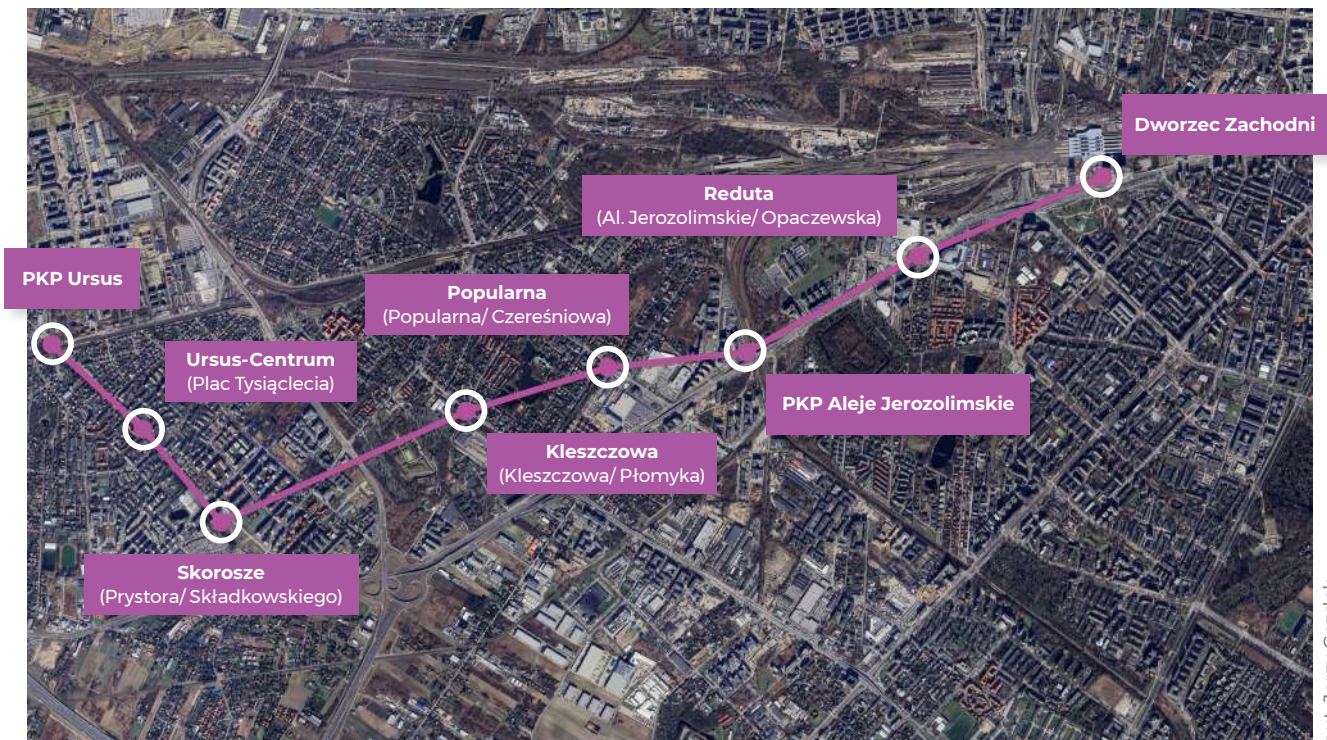 Dworzec Zachodni
Reduta
(Al. Jerozolimskie/ Opaczewska)
PKP Ursus
Popularna
(Popularna/ Czereśniowa)
Ursus-Centrum
(Plac Tysiąclecia)
PKP Aleje Jerozolimskie
Kleszczowa
(Kleszczowa/ Płomyka)
Skorosze
(Prystora/ Składkowskiego)